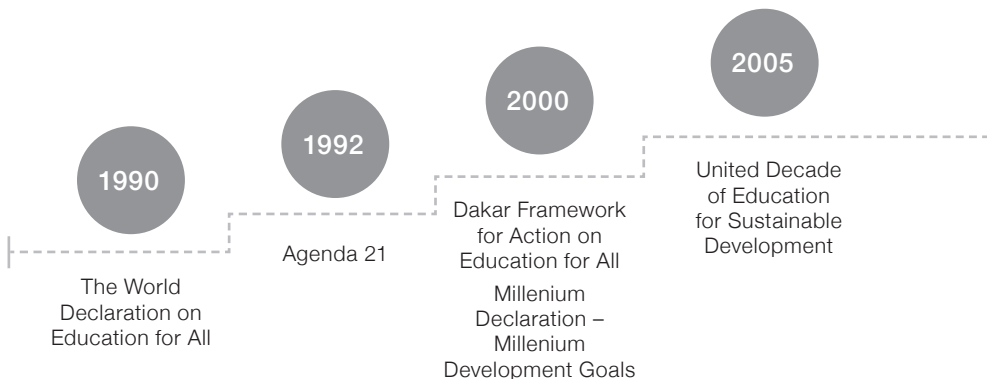 1990
The World
Declaration on
Education for All
1992
Agenda 21
2000
Dakar Framework
for Action on
Education for All
Millenium
Declaration –
Millenium
Development Goals
2005
United Decade
of Education
for Sustainable
Development